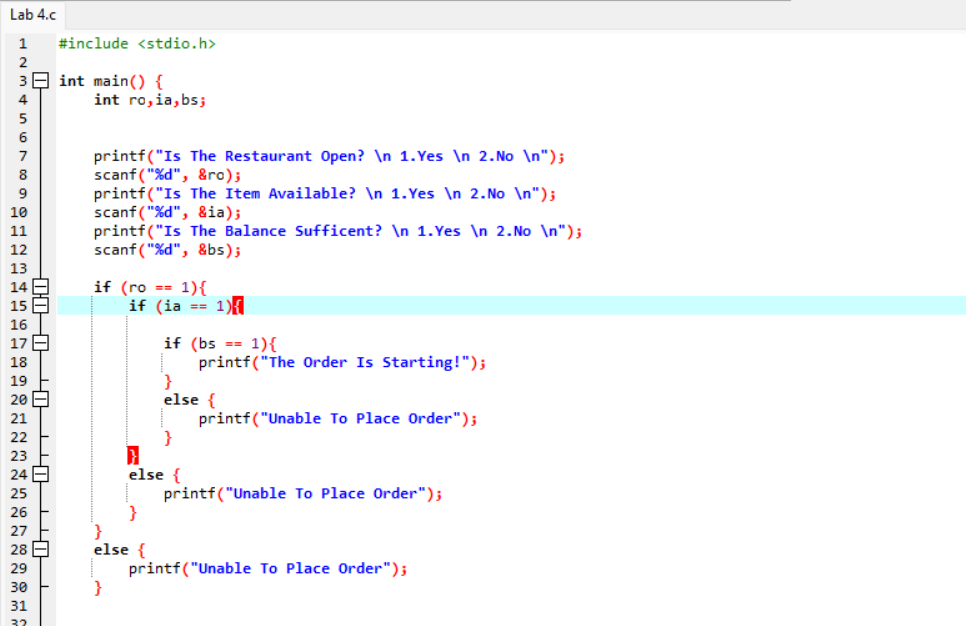 Lab 4.c
1 #include <stdio.h>
2
3 int main() {
4 int ro,ia,bs;
5
6
7 printf("Is The Restaurant Open? \n 1.Yes \n 2.No \n");
8 scanf("%d", &ro);
9 printf("Is The Item Available? \n 1.Yes \n 2.No \n");
10 scanf("%d", &ia);
11 printf("Is The Balance Sufficent? \n 1.Yes \n 2.No \n");
12 scanf("%d", &bs);
13
14 if (ro == 1){
15 if (ia == 1){
16
17 if (bs == 1){
18 printf("The Order Is Starting!");
19 }
20 else {
21 printf("Unable To Place Order");
22 }
23 }
24 else {
25 printf("Unable To Place Order");
26 }
27 }
28 else {
29 printf("Unable To Place Order");
30 }
31
32